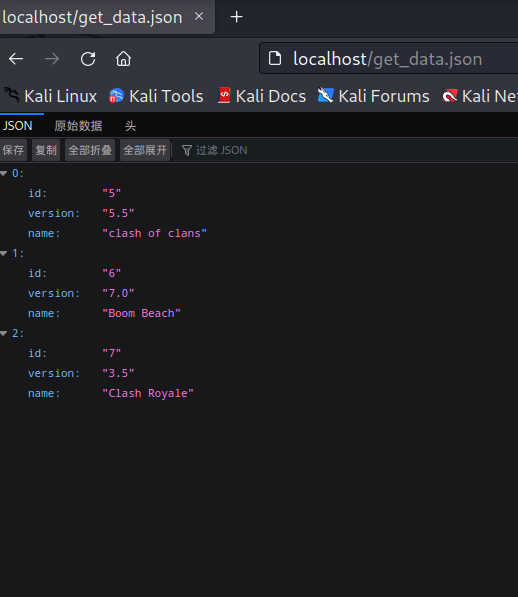 localhost/get_data.json × +
localhost/get_data.json
Kali Linux Kali Tools Kali Docs Kali Forums Kali Net
JSON 原始数据 头
保存 复制 全部折叠 全部展开 过滤 JSON
0:
id: "5"
version: "5.5"
name: "clash of clans"
1:
id: "6"
version: "7.0"
name: "Boom Beach"
2:
id: "7"
version: "3.5"
name: "Clash Royale"